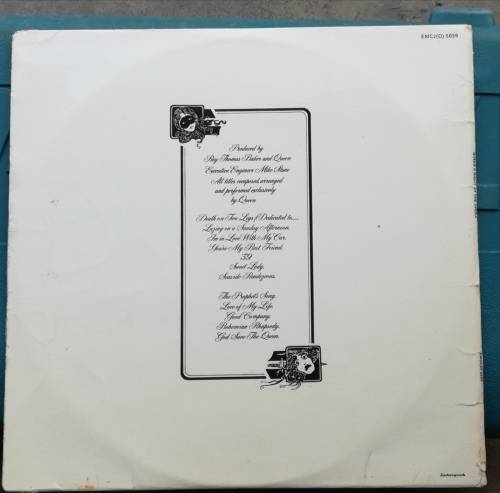 EMCJ(D) 5659
Produced by
Roy Thomas Baker and Queen
Executive Engineer Mike Stone
All titles composed, arranged
and performed exclusively
by Queen
Death on Two Legs (Dedicated to....
Lazing on a Sunday Afternoon.
I'm in Love With My Car.
You're My Best Friend.
'39
Sweet Lady.
Seaside Rendezvous.
The Prophet's Song.
Love of My Life.
Good Company.
Bohemian Rhapsody.
God Save The Queen.